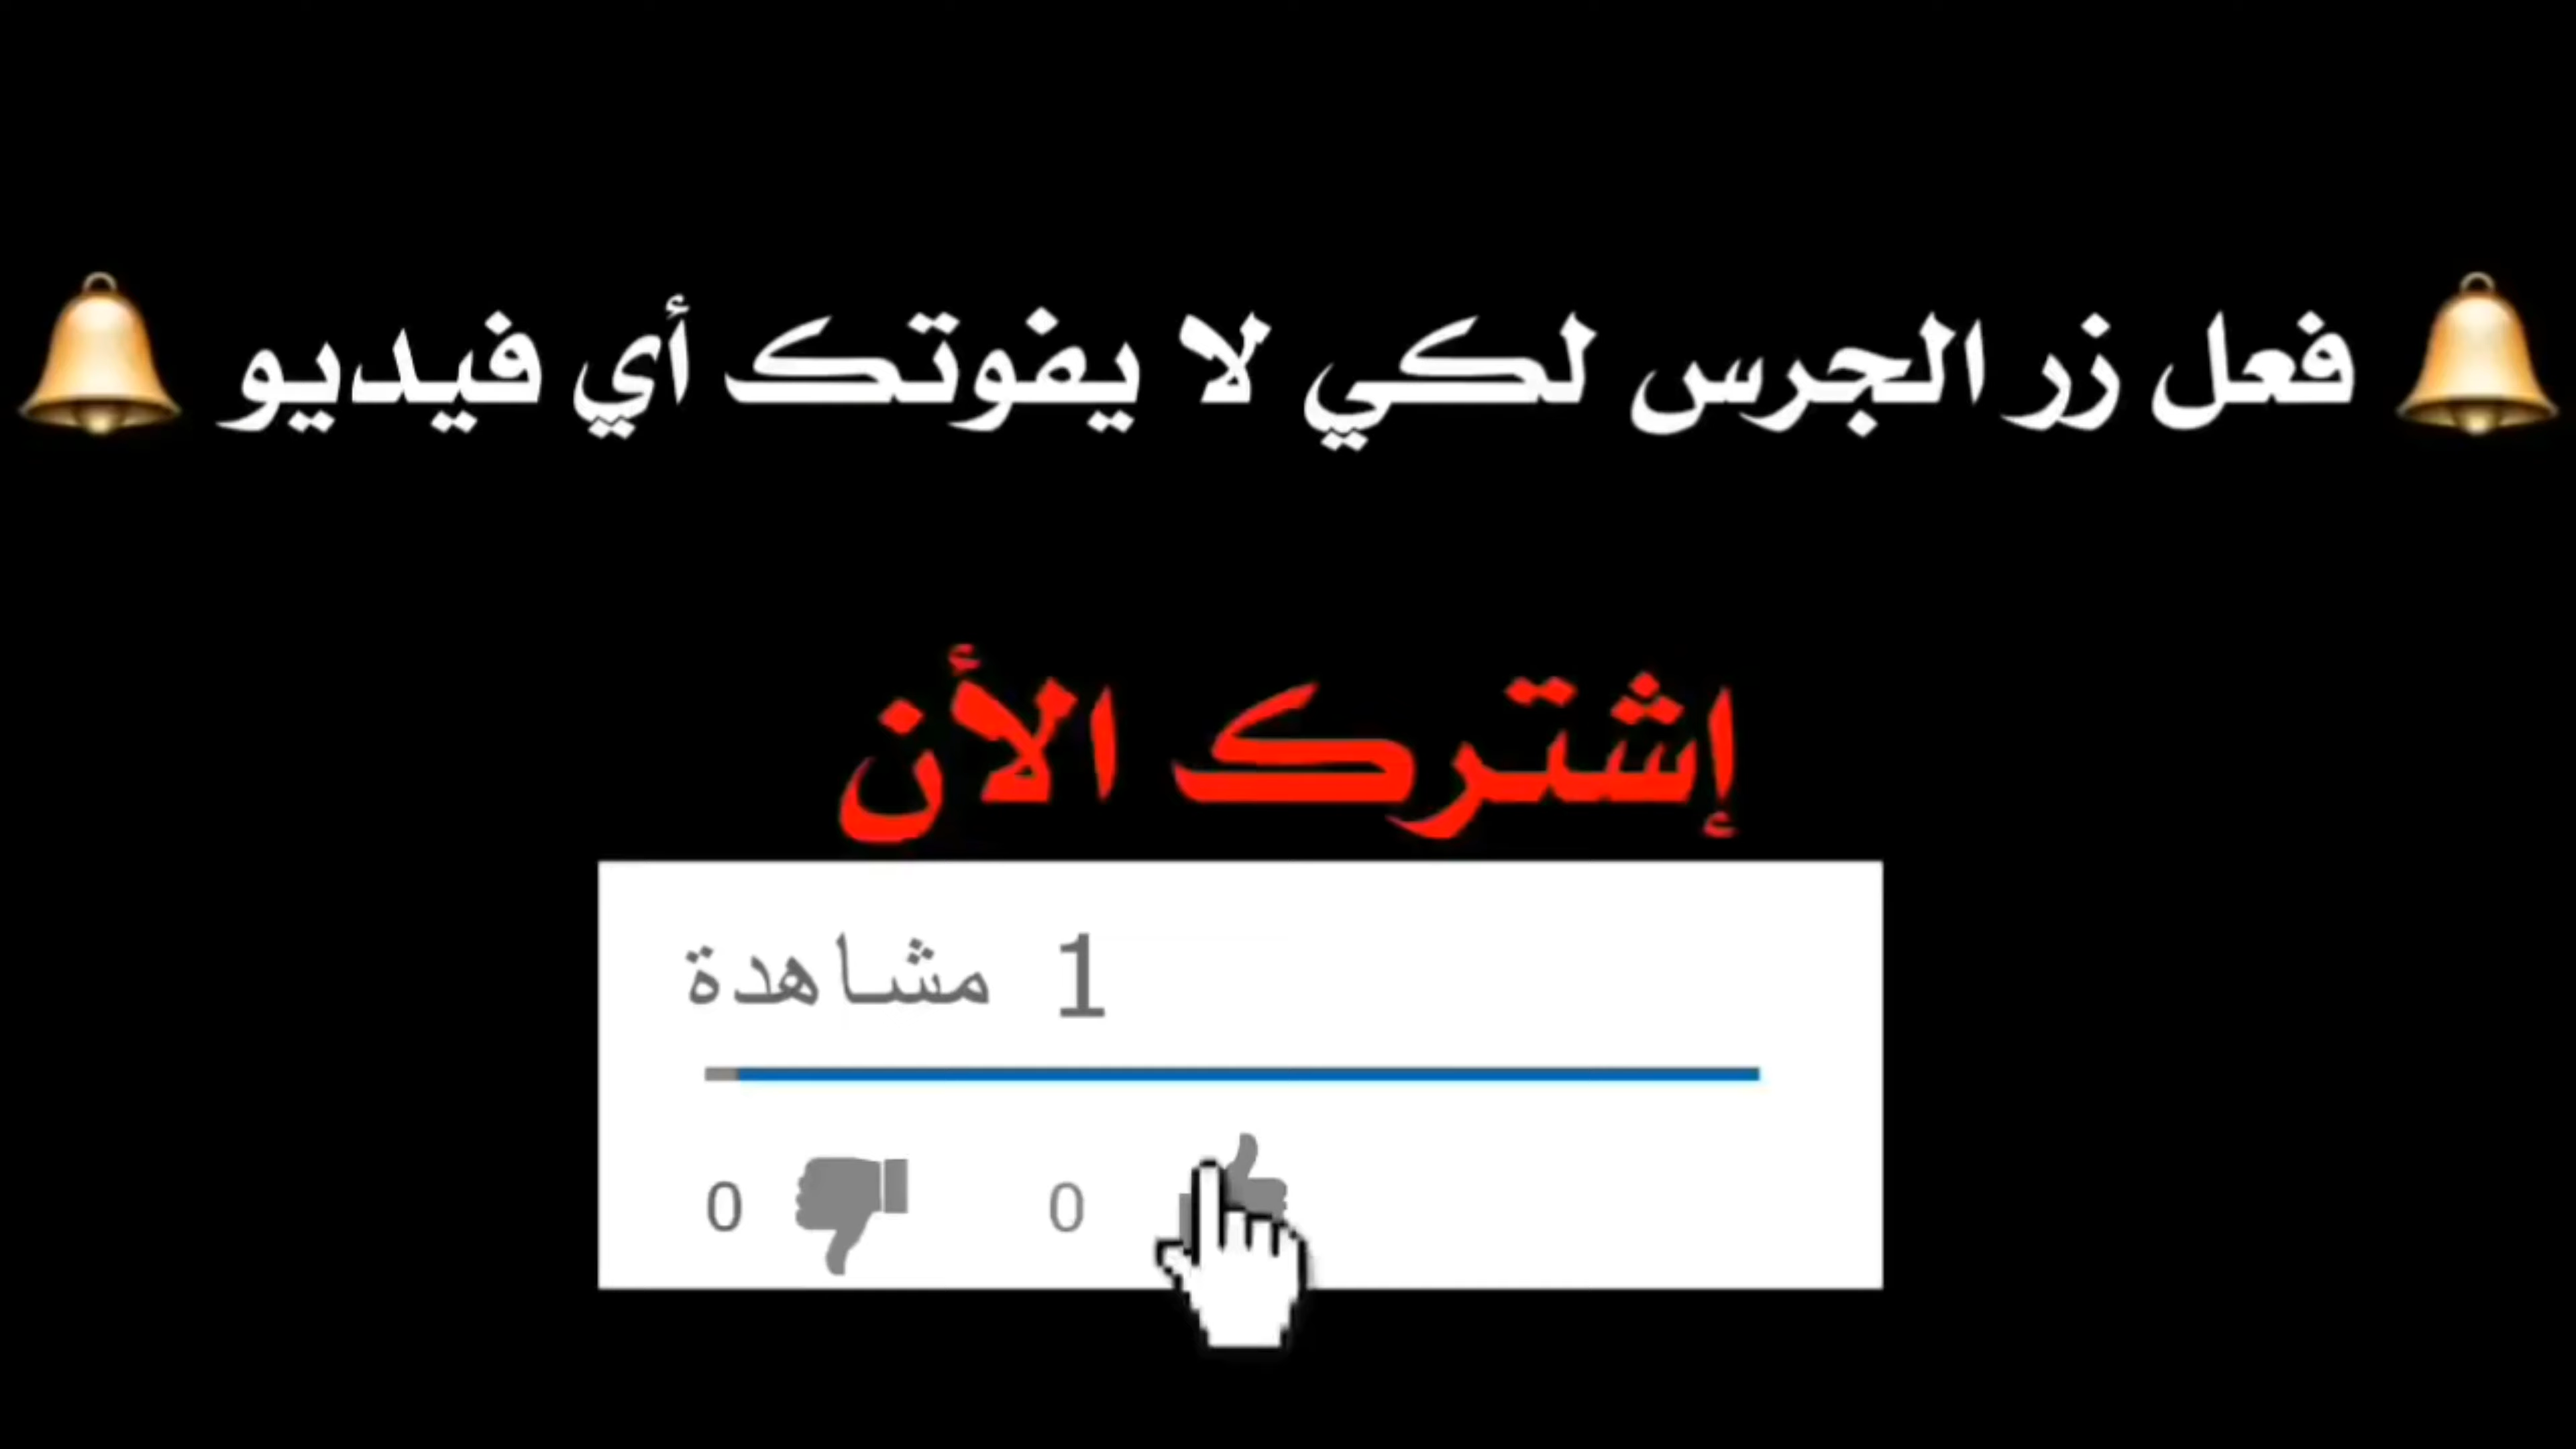 🔔 فعل زر الجرس لكي لا يفوتك أي فيديو 🔔
إشترك الأن
1 مشاهدة
0 0